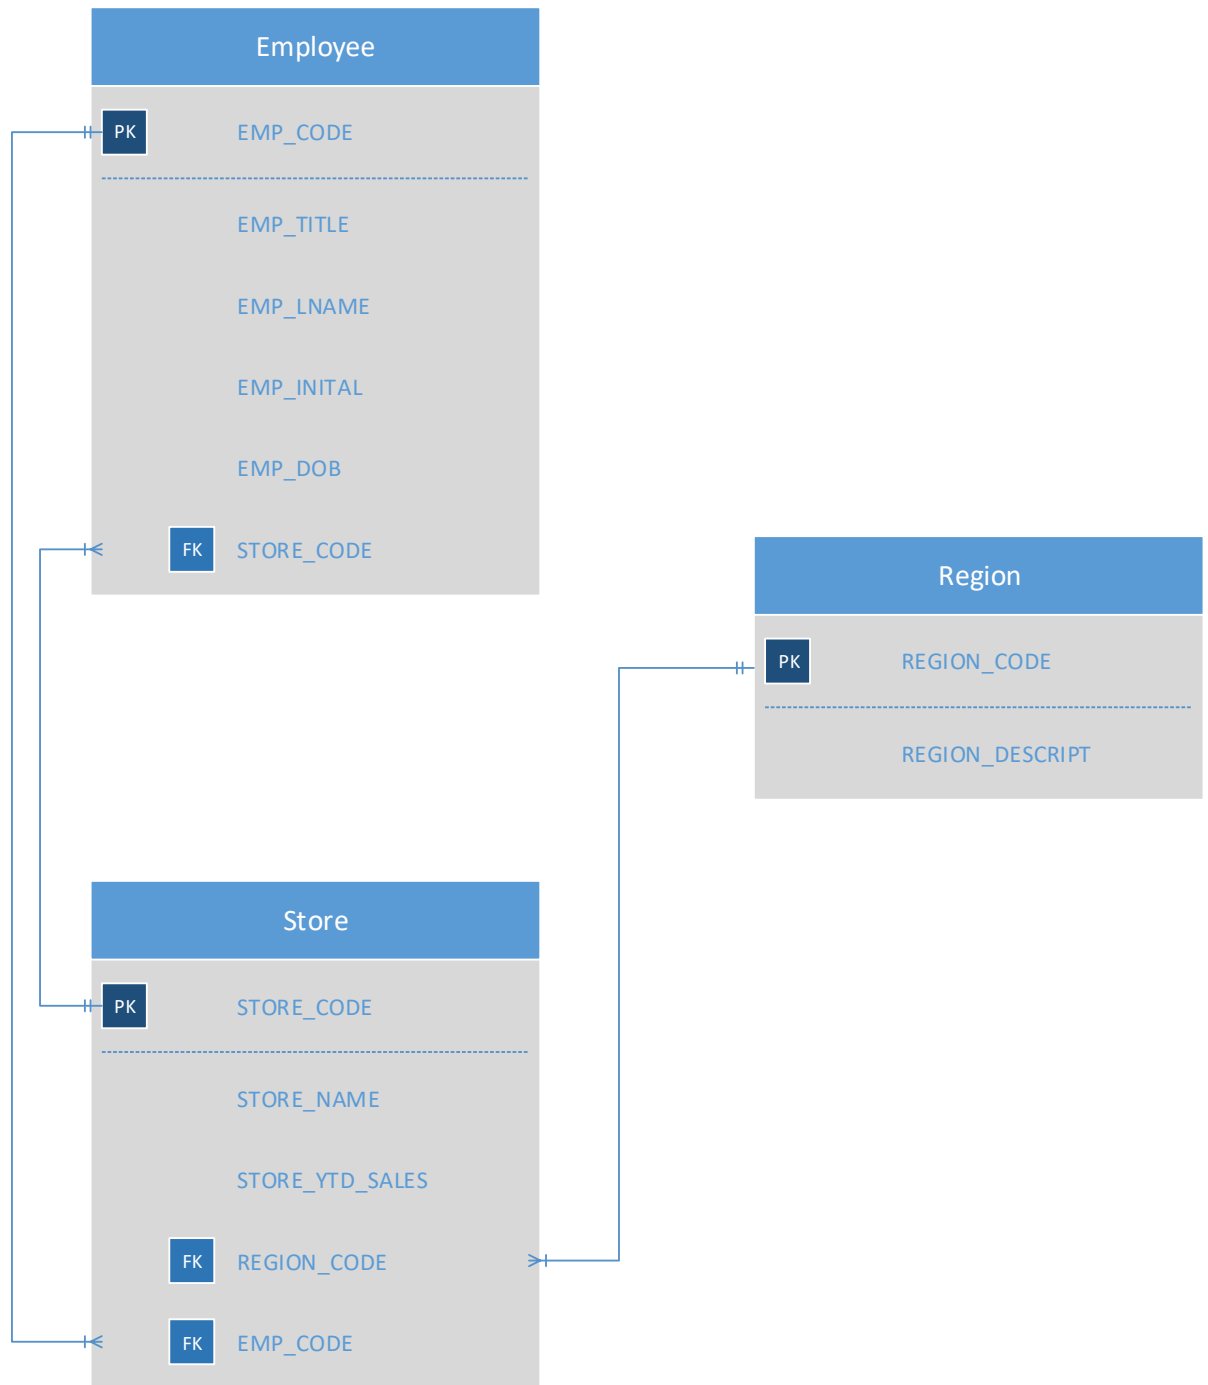 Employee
PK EMP_CODE
EMP_TITLE
EMP_LNAME
EMP_INITAL
EMP_DOB
FK STORE_CODE
Region
PK REGION_CODE
REGION_DESCRIPT
Store
PK STORE_CODE
STORE_NAME
STORE_YTD_SALES
FK REGION_CODE
FK EMP_CODE